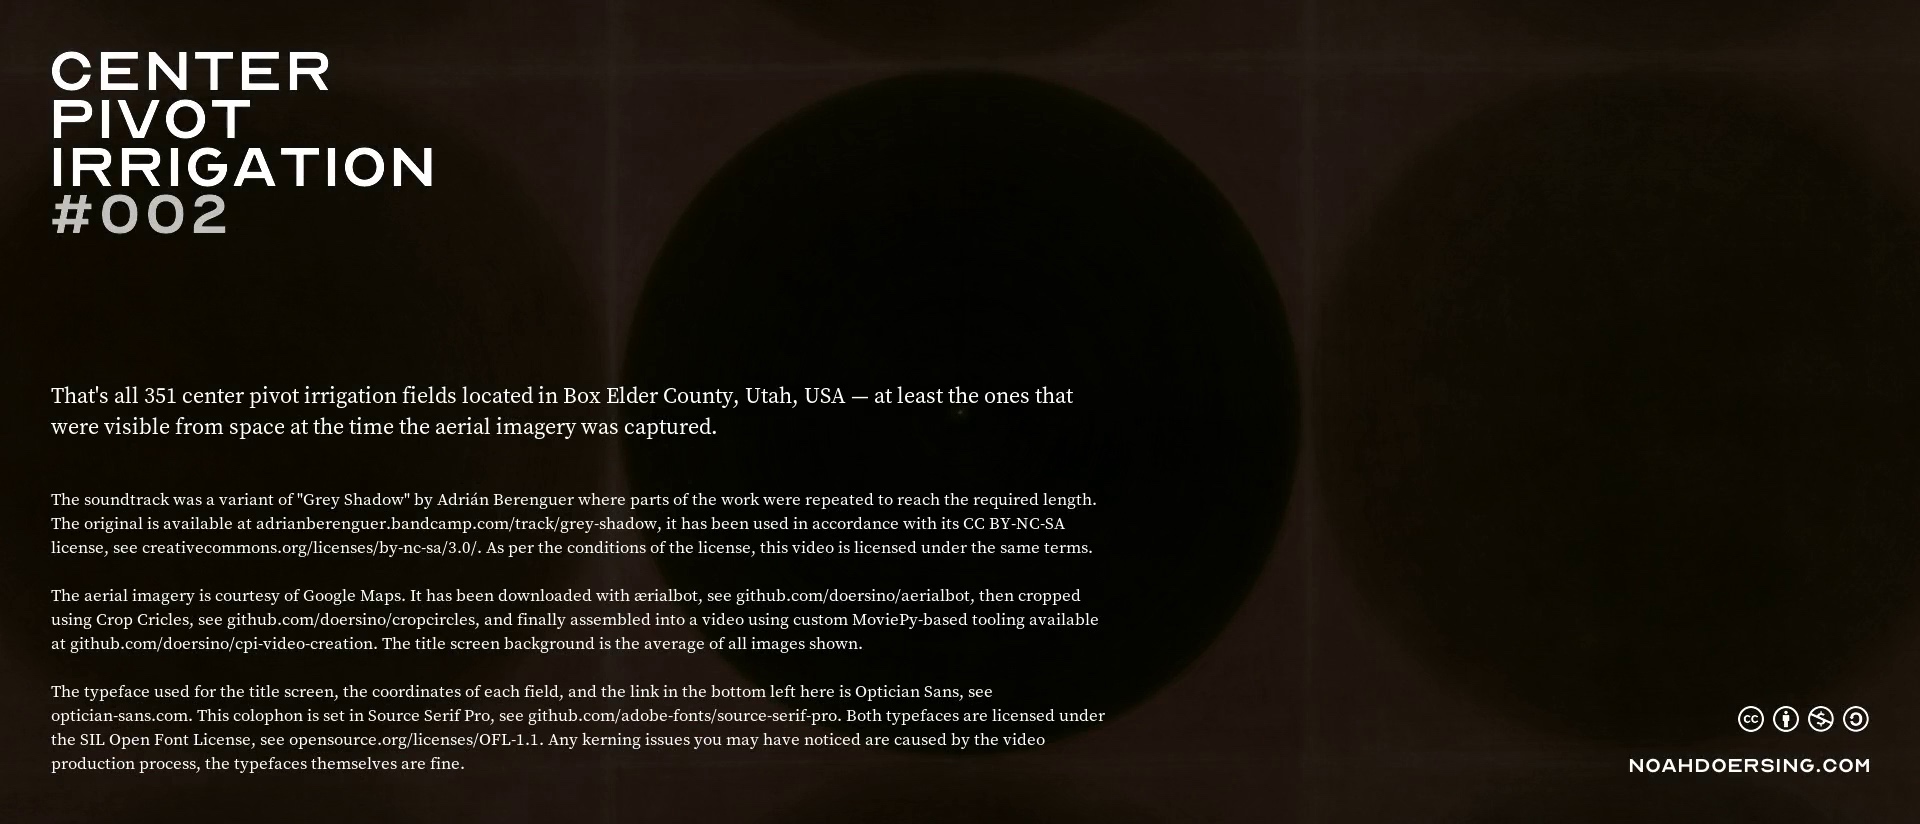 CENTER
PIVOT
IRRIGATION
#002
That's all 351 center pivot irrigation fields located in Box Elder County, Utah, USA — at least the ones that
were visible from space at the time the aerial imagery was captured.
The soundtrack was a variant of "Grey Shadow" by Adrián Berenguer where parts of the work were repeated to reach the required length.
The original is available at adrianberenguer.bandcamp.com/track/grey-shadow, it has been used in accordance with its CC BY-NC-SA
license, see creativecommons.org/licenses/by-nc-sa/3.0/. As per the conditions of the license, this video is licensed under the same terms.
The aerial imagery is courtesy of Google Maps. It has been downloaded with ærialbot, see github.com/doersino/aerialbot, then cropped
using Crop Cricles, see github.com/doersino/cropcircles, and finally assembled into a video using custom MoviePy-based tooling available
at github.com/doersino/cpi-video-creation. The title screen background is the average of all images shown.
The typeface used for the title screen, the coordinates of each field, and the link in the bottom left here is Optician Sans, see
optician-sans.com. This colophon is set in Source Serif Pro, see github.com/adobe-fonts/source-serif-pro. Both typefaces are licensed under
the SIL Open Font License, see opensource.org/licenses/OFL-1.1. Any kerning issues you may have noticed are caused by the video
production process, the typefaces themselves are fine.
cc
NOAHDOERSING.COM